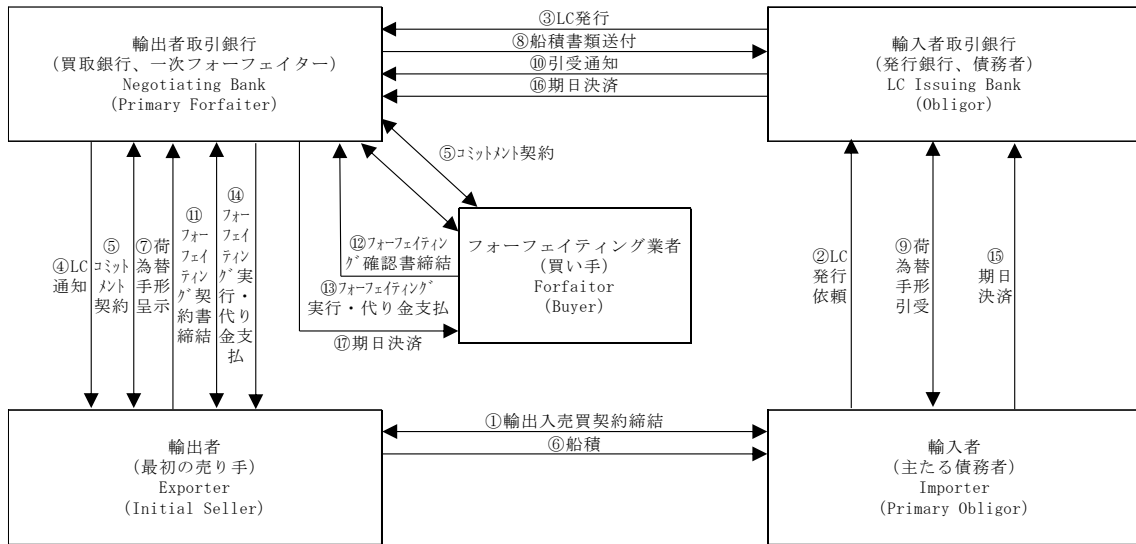 ③LC発行
⑧船積書類送付
⑩引受通知
⑯期日決済
輸出者取引銀行
(買取銀行、一次フォーフェイター)
Negotiating Bank
(Primary Forfaiter)
輸入者取引銀行
(発行銀行、債務者)
LC Issuing Bank
(Obligor)
⑤コミットメント契約
④LC
通知
⑤
コミット
メント
契約
⑦荷
為替
手形
呈示
⑪
フォー
フェイ
ティン
グ契
約書
締結
⑭
フォー
フェイ
ティン
グ実
行・
代り
金支
払
⑫フォーフェイティン
グ確認書締結
⑬フォーフェイティング
実行・代り金支払
⑰期日決済
フォーフェイティング業者
(買い手)
Forfaitor
(Buyer)
②LC
発行
依頼
⑨荷
為替
手形
引受
⑮
期日
決済
①輸出入売買契約締結
⑥船積
輸出者
(最初の売り手)
Exporter
(Initial Seller)
輸入者
(主たる債務者)
Importer
(Primary Obligor)